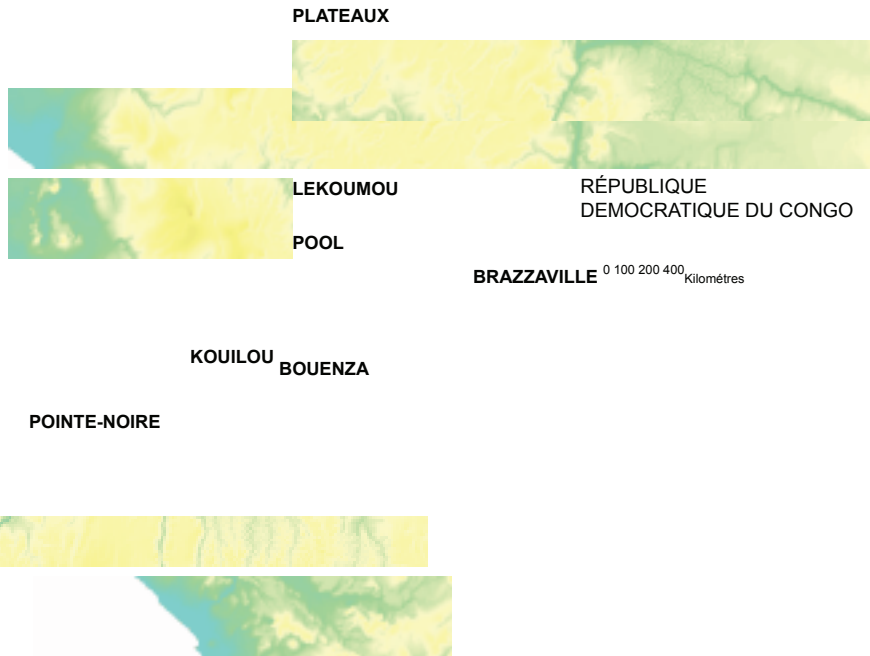 PLATEAUX
LEKOUMOU
RÉPUBLIQUE
DEMOCRATIQUE DU CONGO
POOL
BRAZZAVILLE 0 100 200 400 Kilométres
KOUILOU
BOUENZA
POINTE-NOIRE